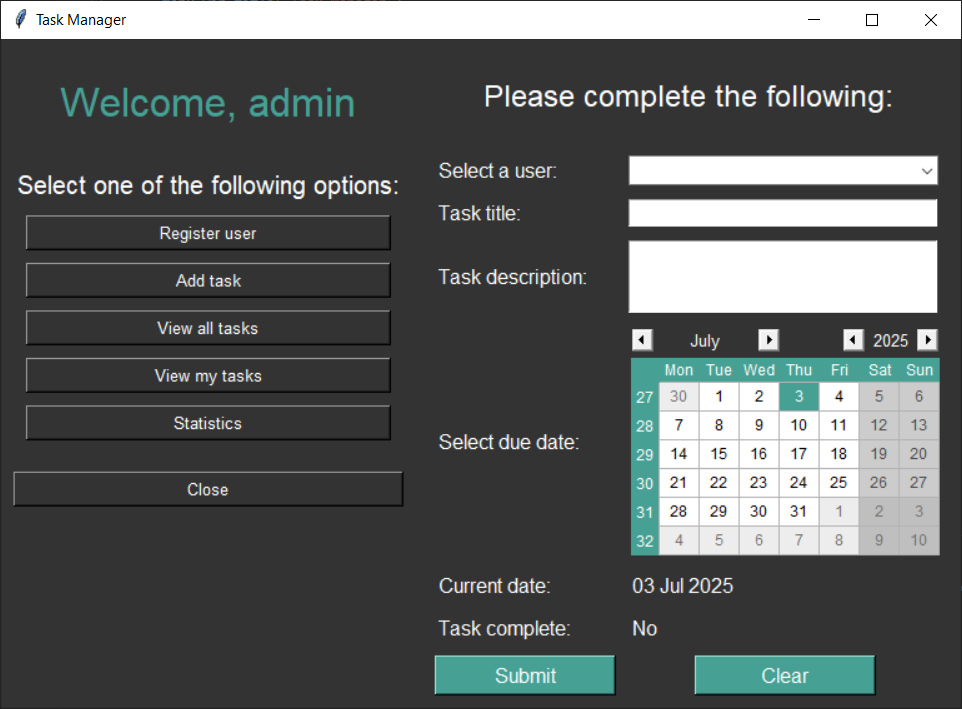 Task Manager
Welcome, admin
Select one of the following options:
Register user
Add task
View all tasks
View my tasks
Statistics
Close
Please complete the following:
Select a user:
Task title:
Task description:
Select due date:
July 2025
Mon Tue Wed Thu Fri Sat Sun
27 30 1 2 3 4 5 6
28 7 8 9 10 11 12 13
29 14 15 16 17 18 19 20
30 21 22 23 24 25 26 27
31 28 29 30 31 1 2 3
32 4 5 6 7 8 9 10
Current date: 03 Jul 2025
Task complete: No
Submit Clear